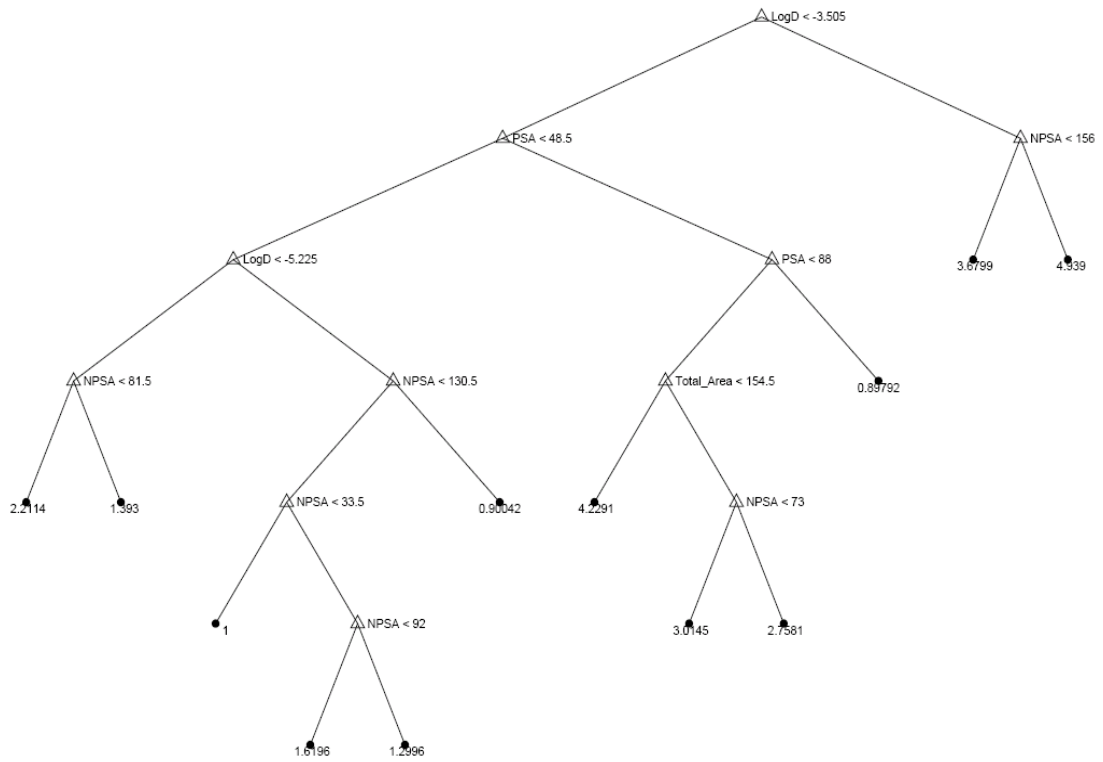 LogD < -3.505
PSA < 48.5
NPSA < 156
LogD < -5.225
PSA < 88
3.6799
4.939
NPSA < 81.5
NPSA < 130.5
Total_Area < 154.5
0.89792
2.2114
1.393
NPSA < 33.5
0.90042
4.2291
NPSA < 73
1
NPSA < 92
3.0145
2.7581
1.6196
1.2996